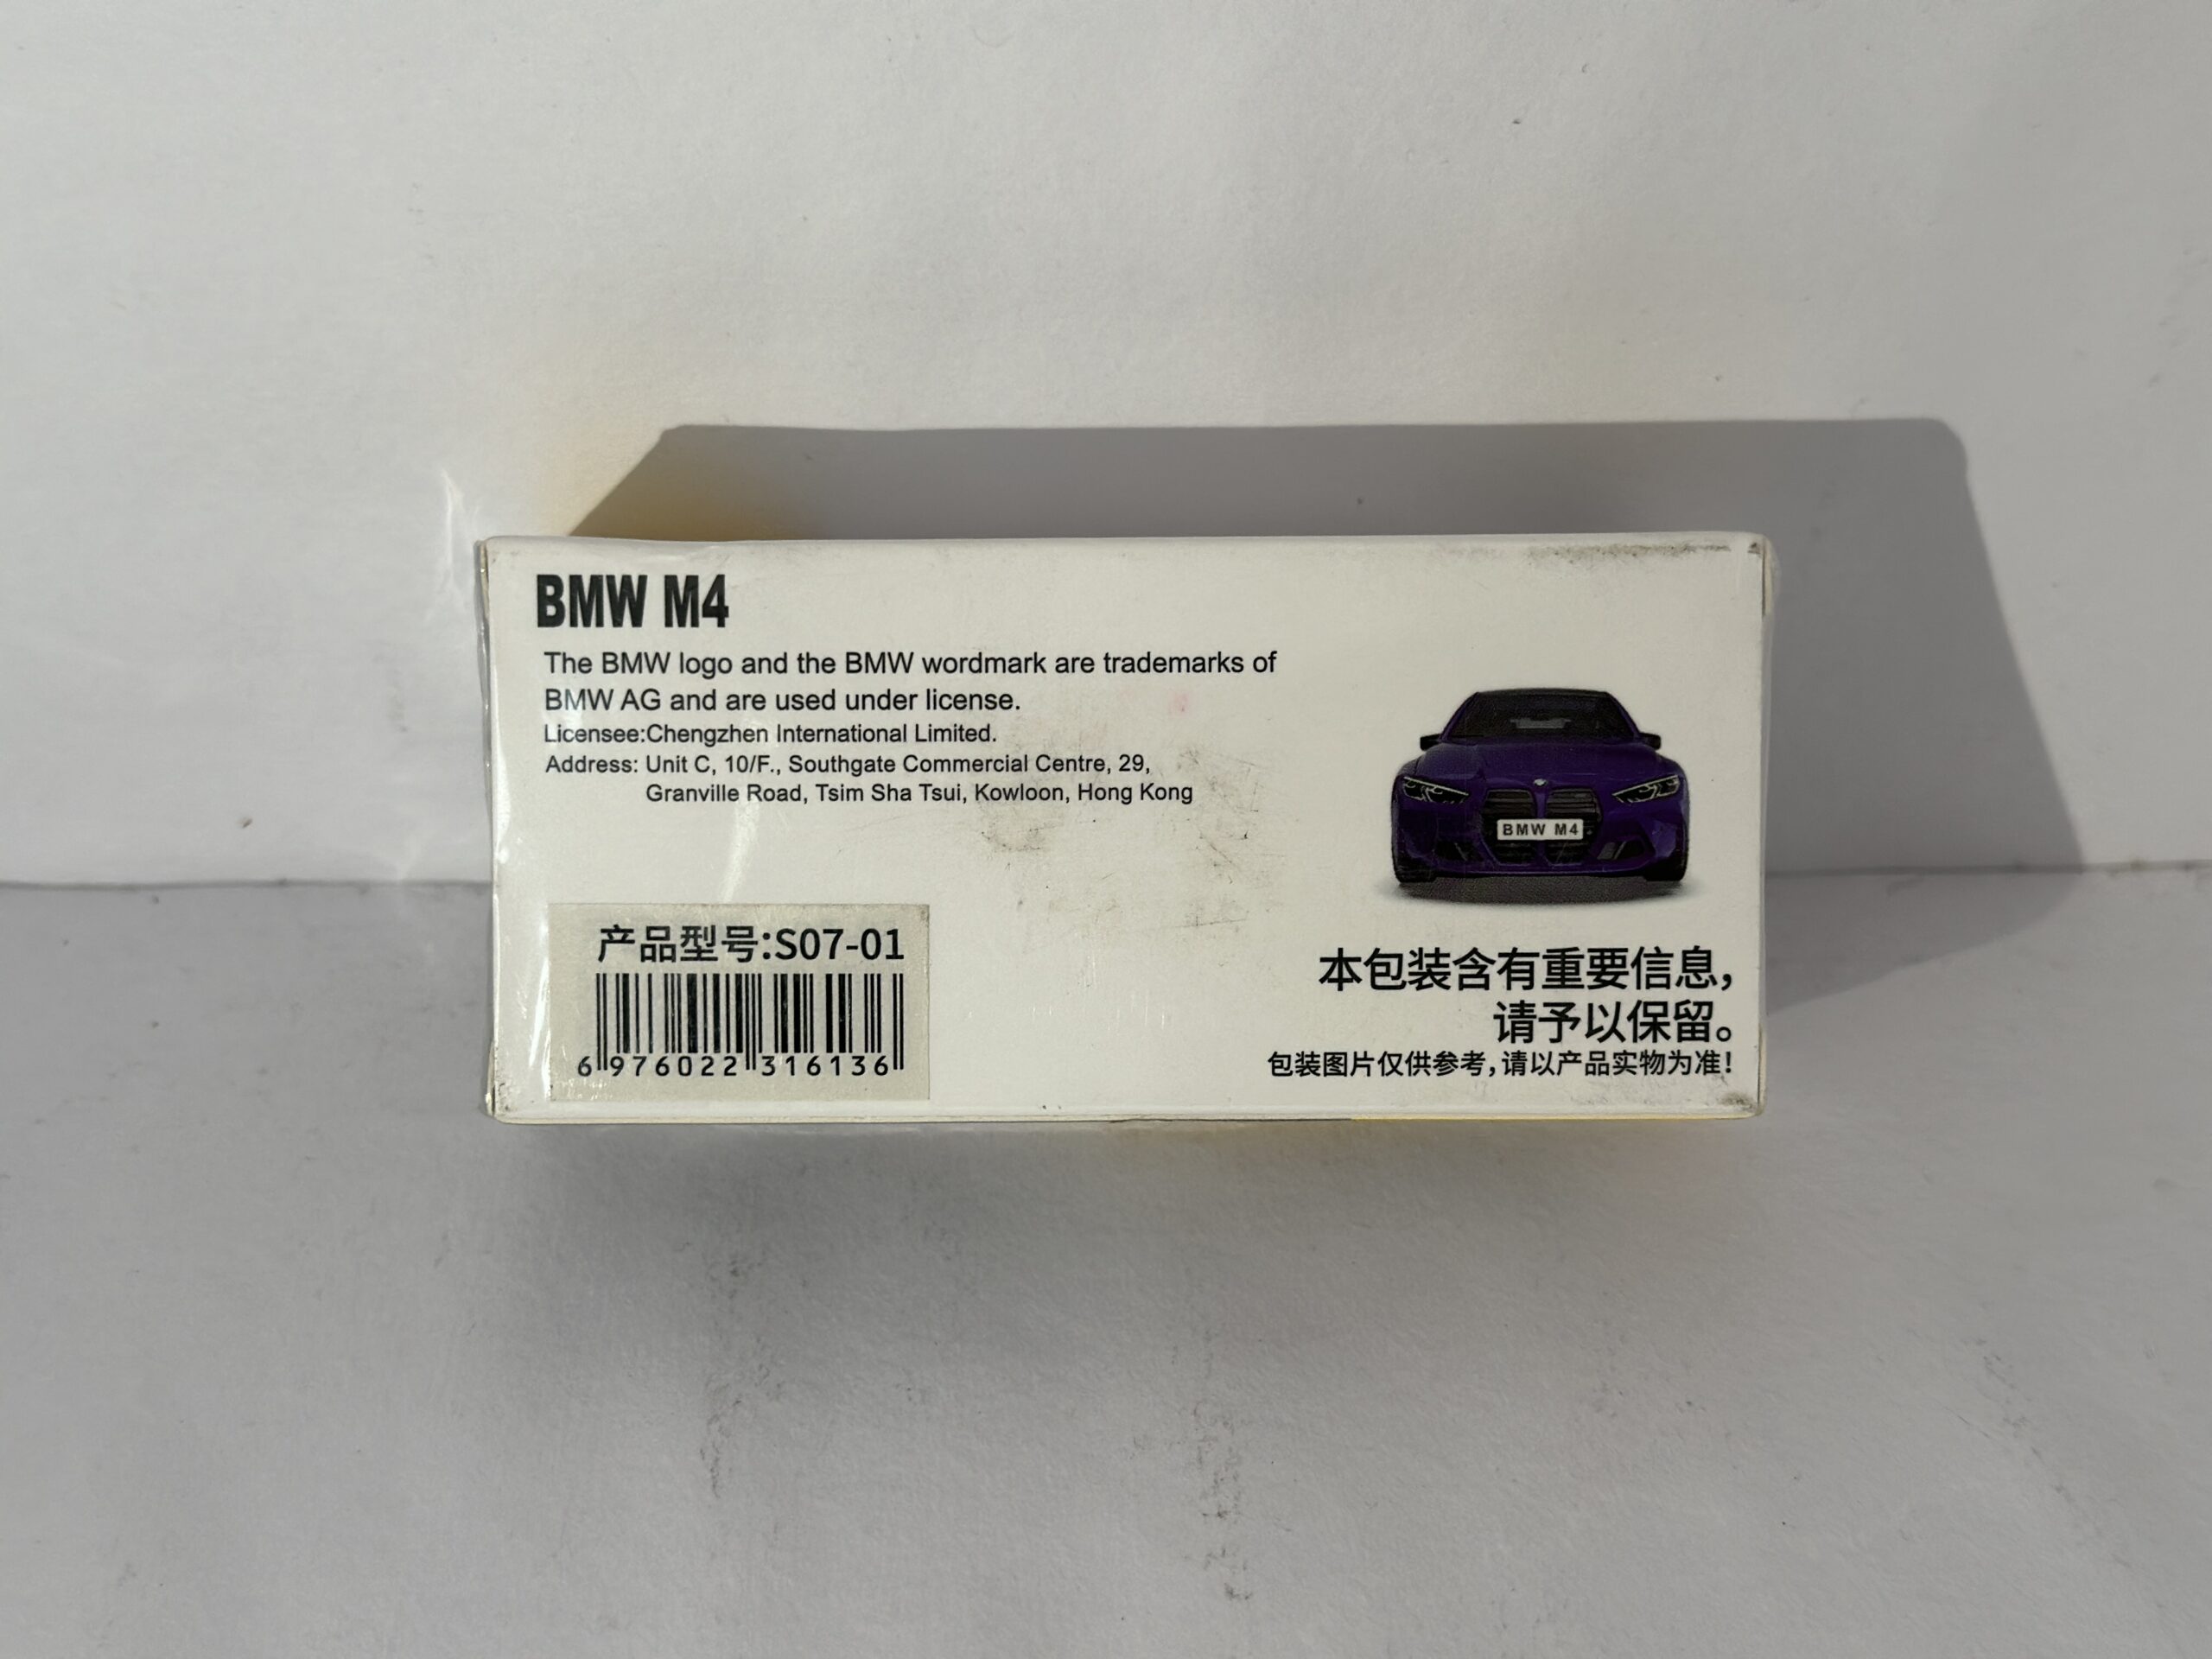 BMW M4
The BMW logo and the BMW wordmark are trademarks of
BMW AG and are used under license.
Licensee:Chengzhen International Limited.
Address: Unit C, 10/F., Southgate Commercial Centre, 29,
Granville Road, Tsim Sha Tsui, Kowloon, Hong Kong
BMW M4
产品型号:S07-01
6 976022 316136
本包装含有重要信息，
请予以保留。
包装图片仅供参考，请以产品实物为准！